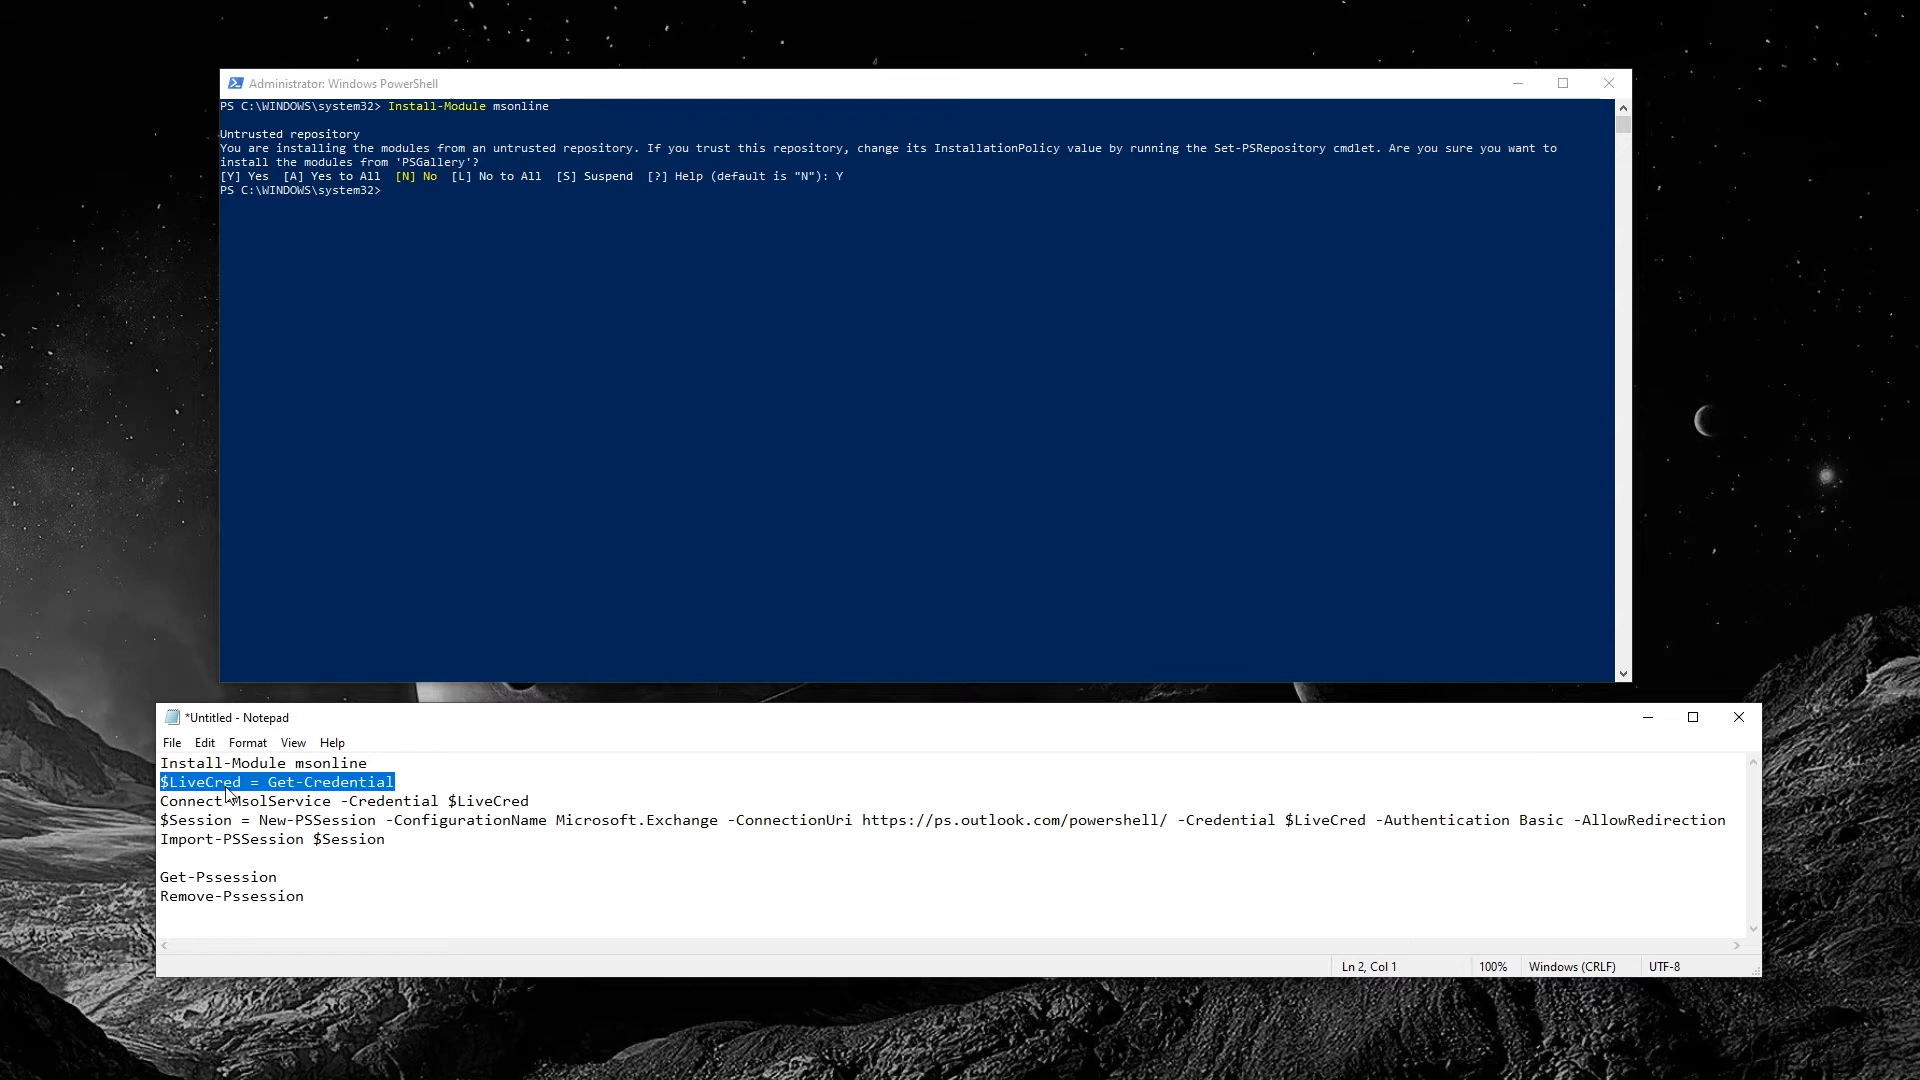 Administrator: Windows PowerShell
PS C:\WINDOWS\system32> Install-Module msonline
Untrusted repository
You are installing the modules from an untrusted repository. If you trust this repository, change its InstallationPolicy value by running the Set-PSRepository cmdlet. Are you sure you want to
install the modules from 'PSGallery'?
[Y] Yes  [A] Yes to All  [N] No  [L] No to All  [S] Suspend  [?] Help (default is "N"): Y
PS C:\WINDOWS\system32>
*Untitled - Notepad
File Edit Format View Help
Install-Module msonline
$LiveCred = Get-Credential
Connect-MsolService -Credential $LiveCred
$Session = New-PSSession -ConfigurationName Microsoft.Exchange -ConnectionUri https://ps.outlook.com/powershell/ -Credential $LiveCred -Authentication Basic -AllowRedirection
Import-PSSession $Session
Get-Pssession
Remove-Pssession
Ln 2, Col 1 100% Windows (CRLF) UTF-8